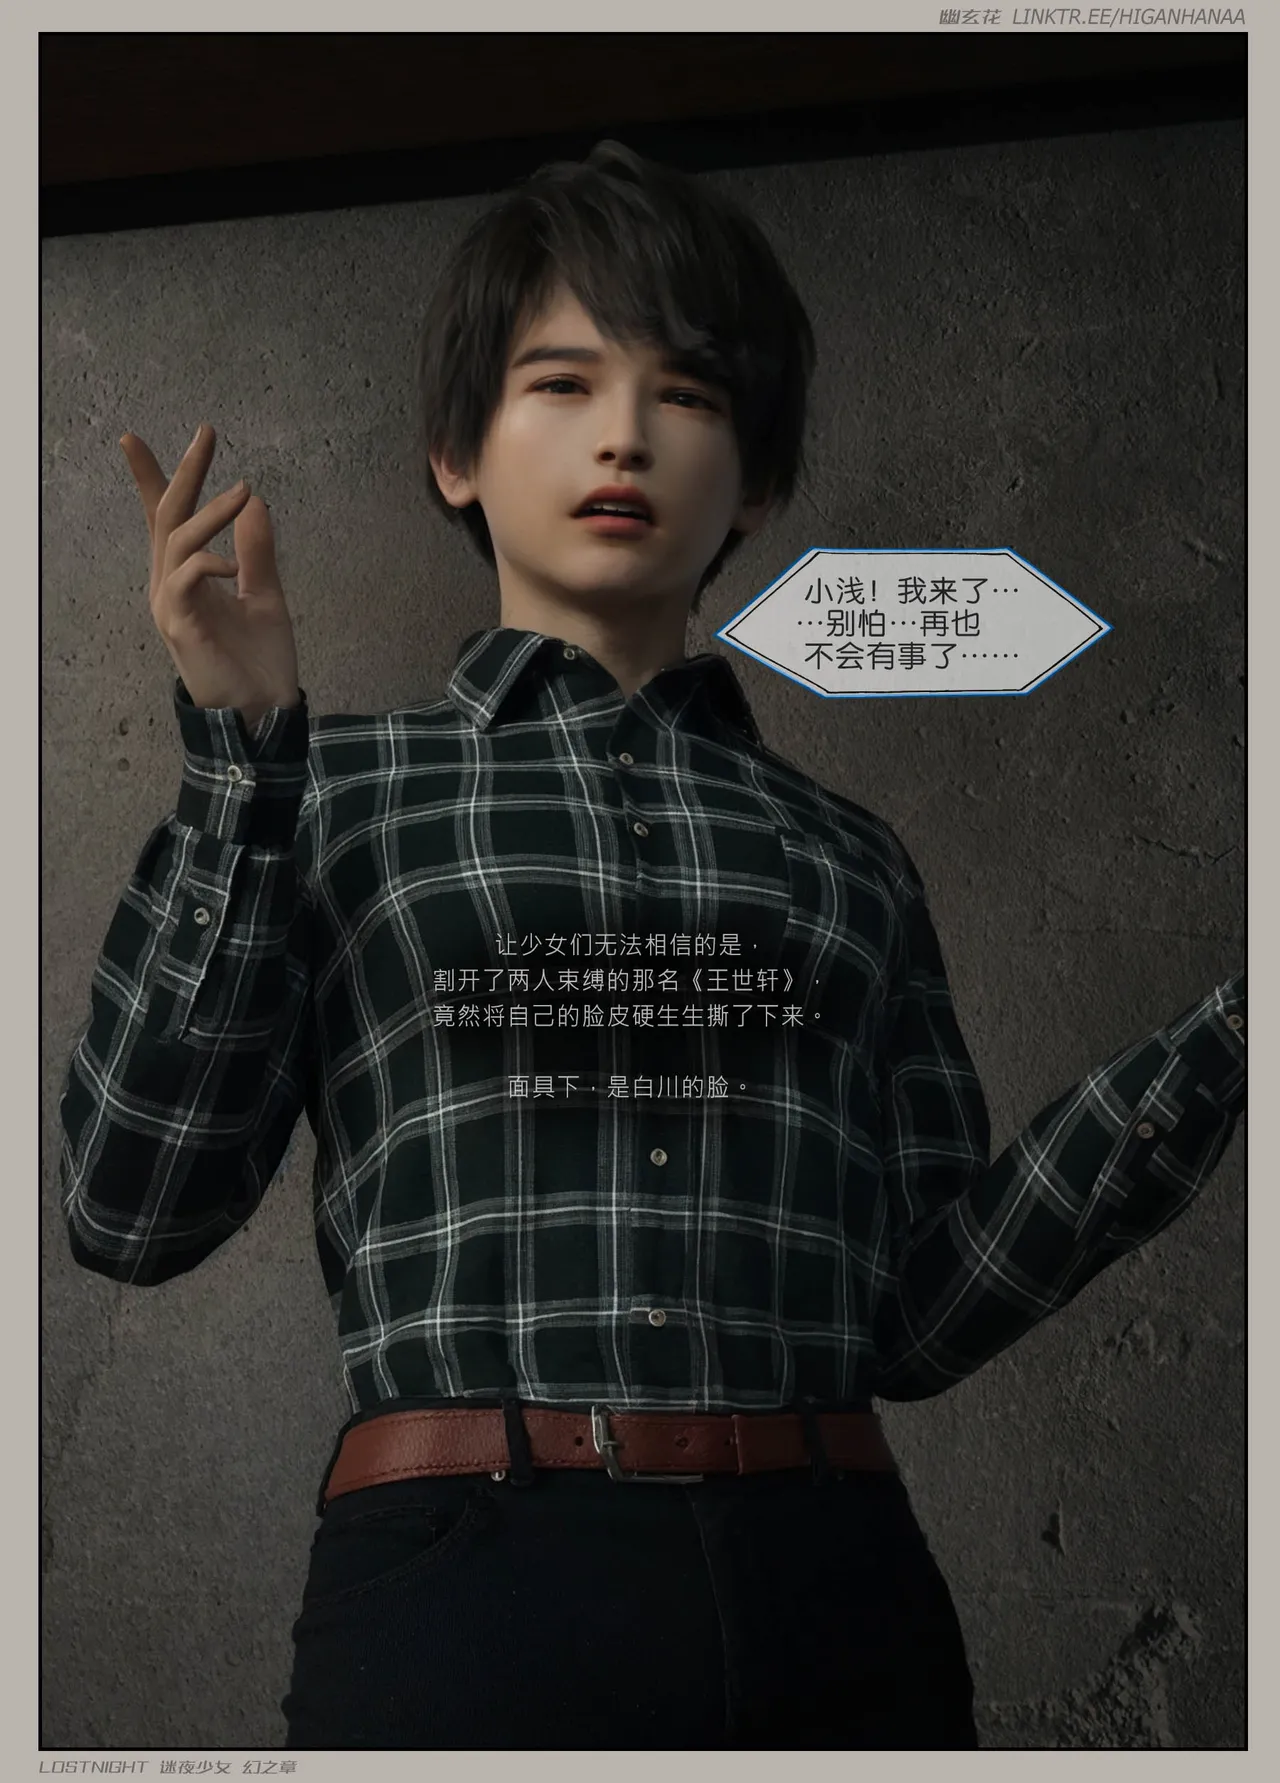 幽玄花 LINKTR.EE/HIGANHANAA
小浅！我来了…
…别怕…再也
不会有事了……
让少女们无法相信的是，
割开了两人束缚的那名《王世轩》，
竟然将自己的脸皮硬生生撕了下来。
面具下，是白川的脸。
LOSTNIGHT 迷夜少女 幻之章